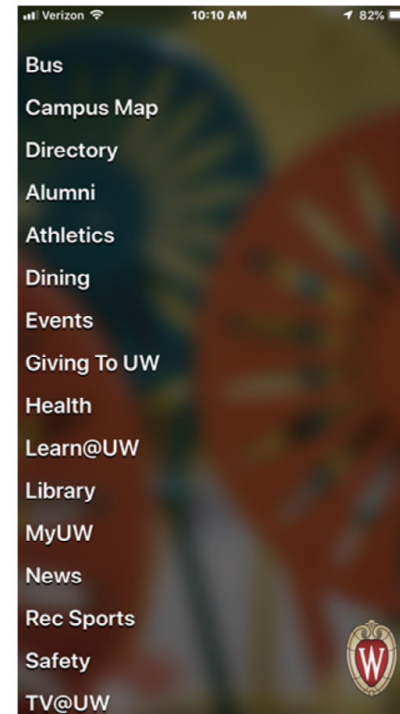 Verizon 10:10 AM 82%
Bus
Campus Map
Directory
Alumni
Athletics
Dining
Events
Giving To UW
Health
Learn@UW
Library
MyUW
News
Rec Sports
W
Safety
TV@UW